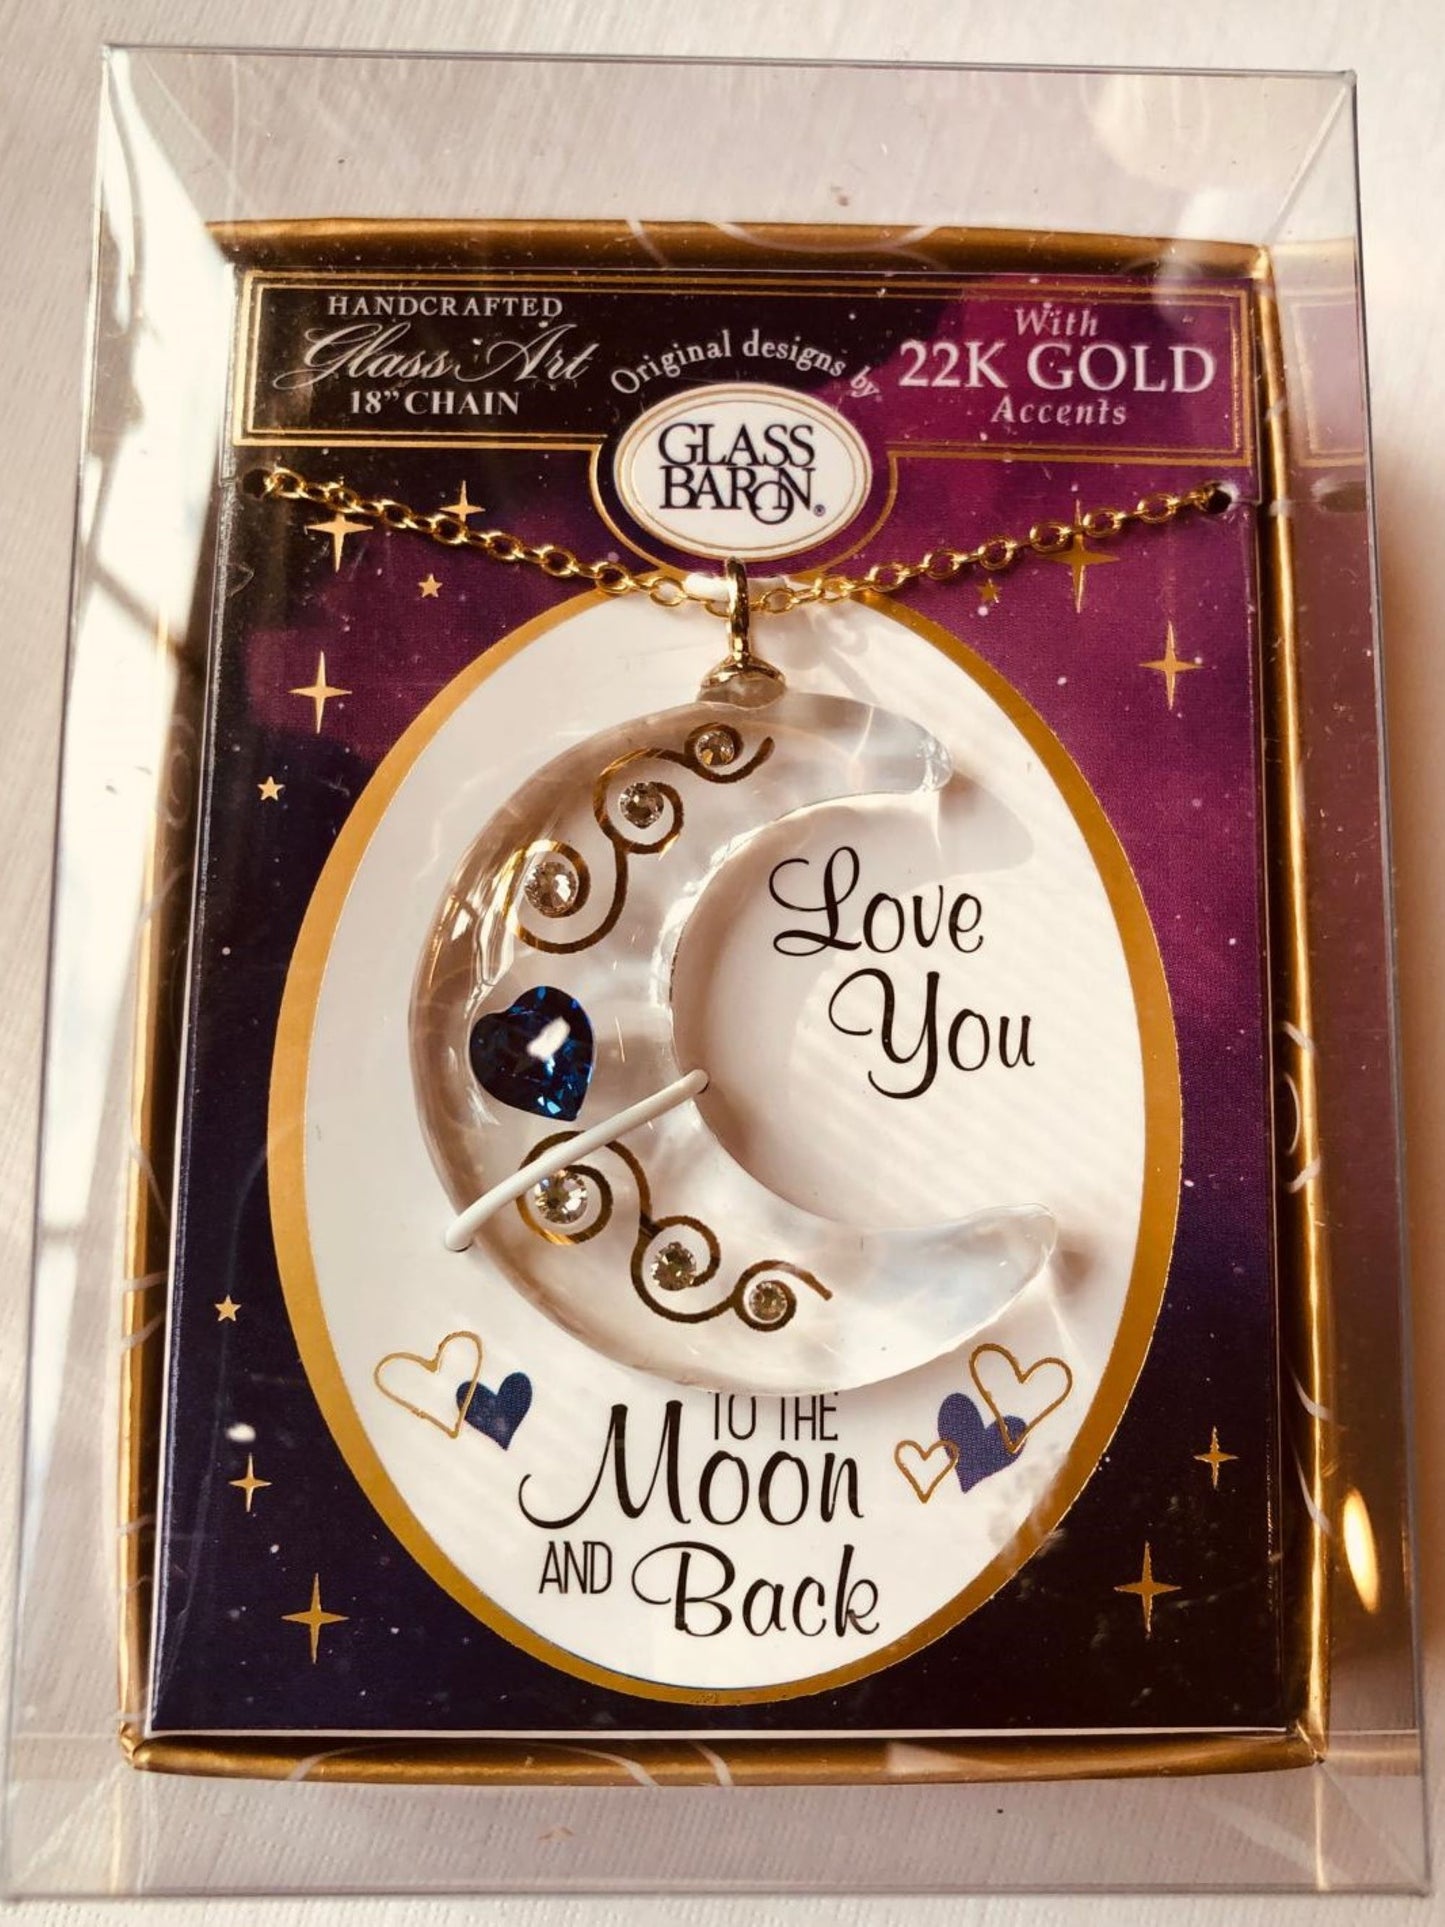 HANDCRAFTED
Glass Art
18" CHAIN
Original designs by
GLASS
BARON®
With
22K GOLD
Accents
Love
You
TO THE
Moon
AND Back